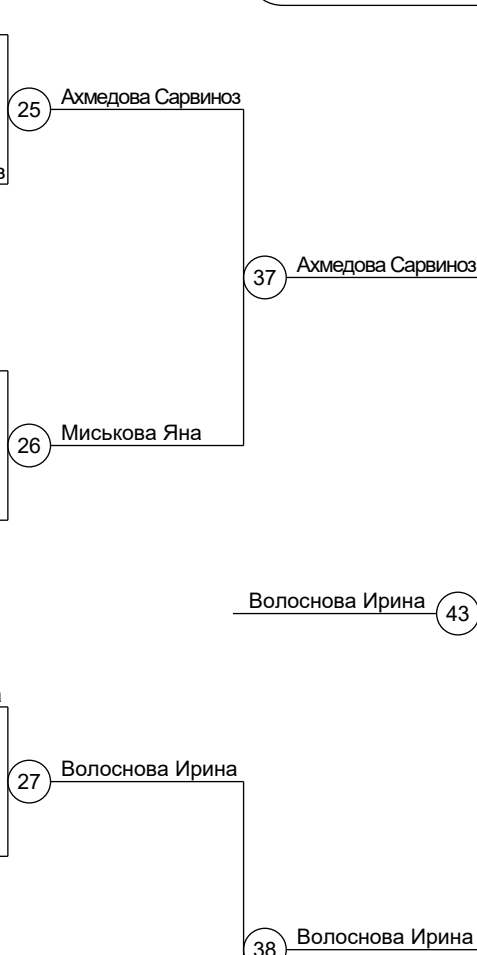 Ахмедова Сарвиноз
25
Ахмедова Сарвиноз
37
Миськова Яна
26
Волоснова Ирина
43
Волоснова Ирина
27
Волоснова Ирина
38